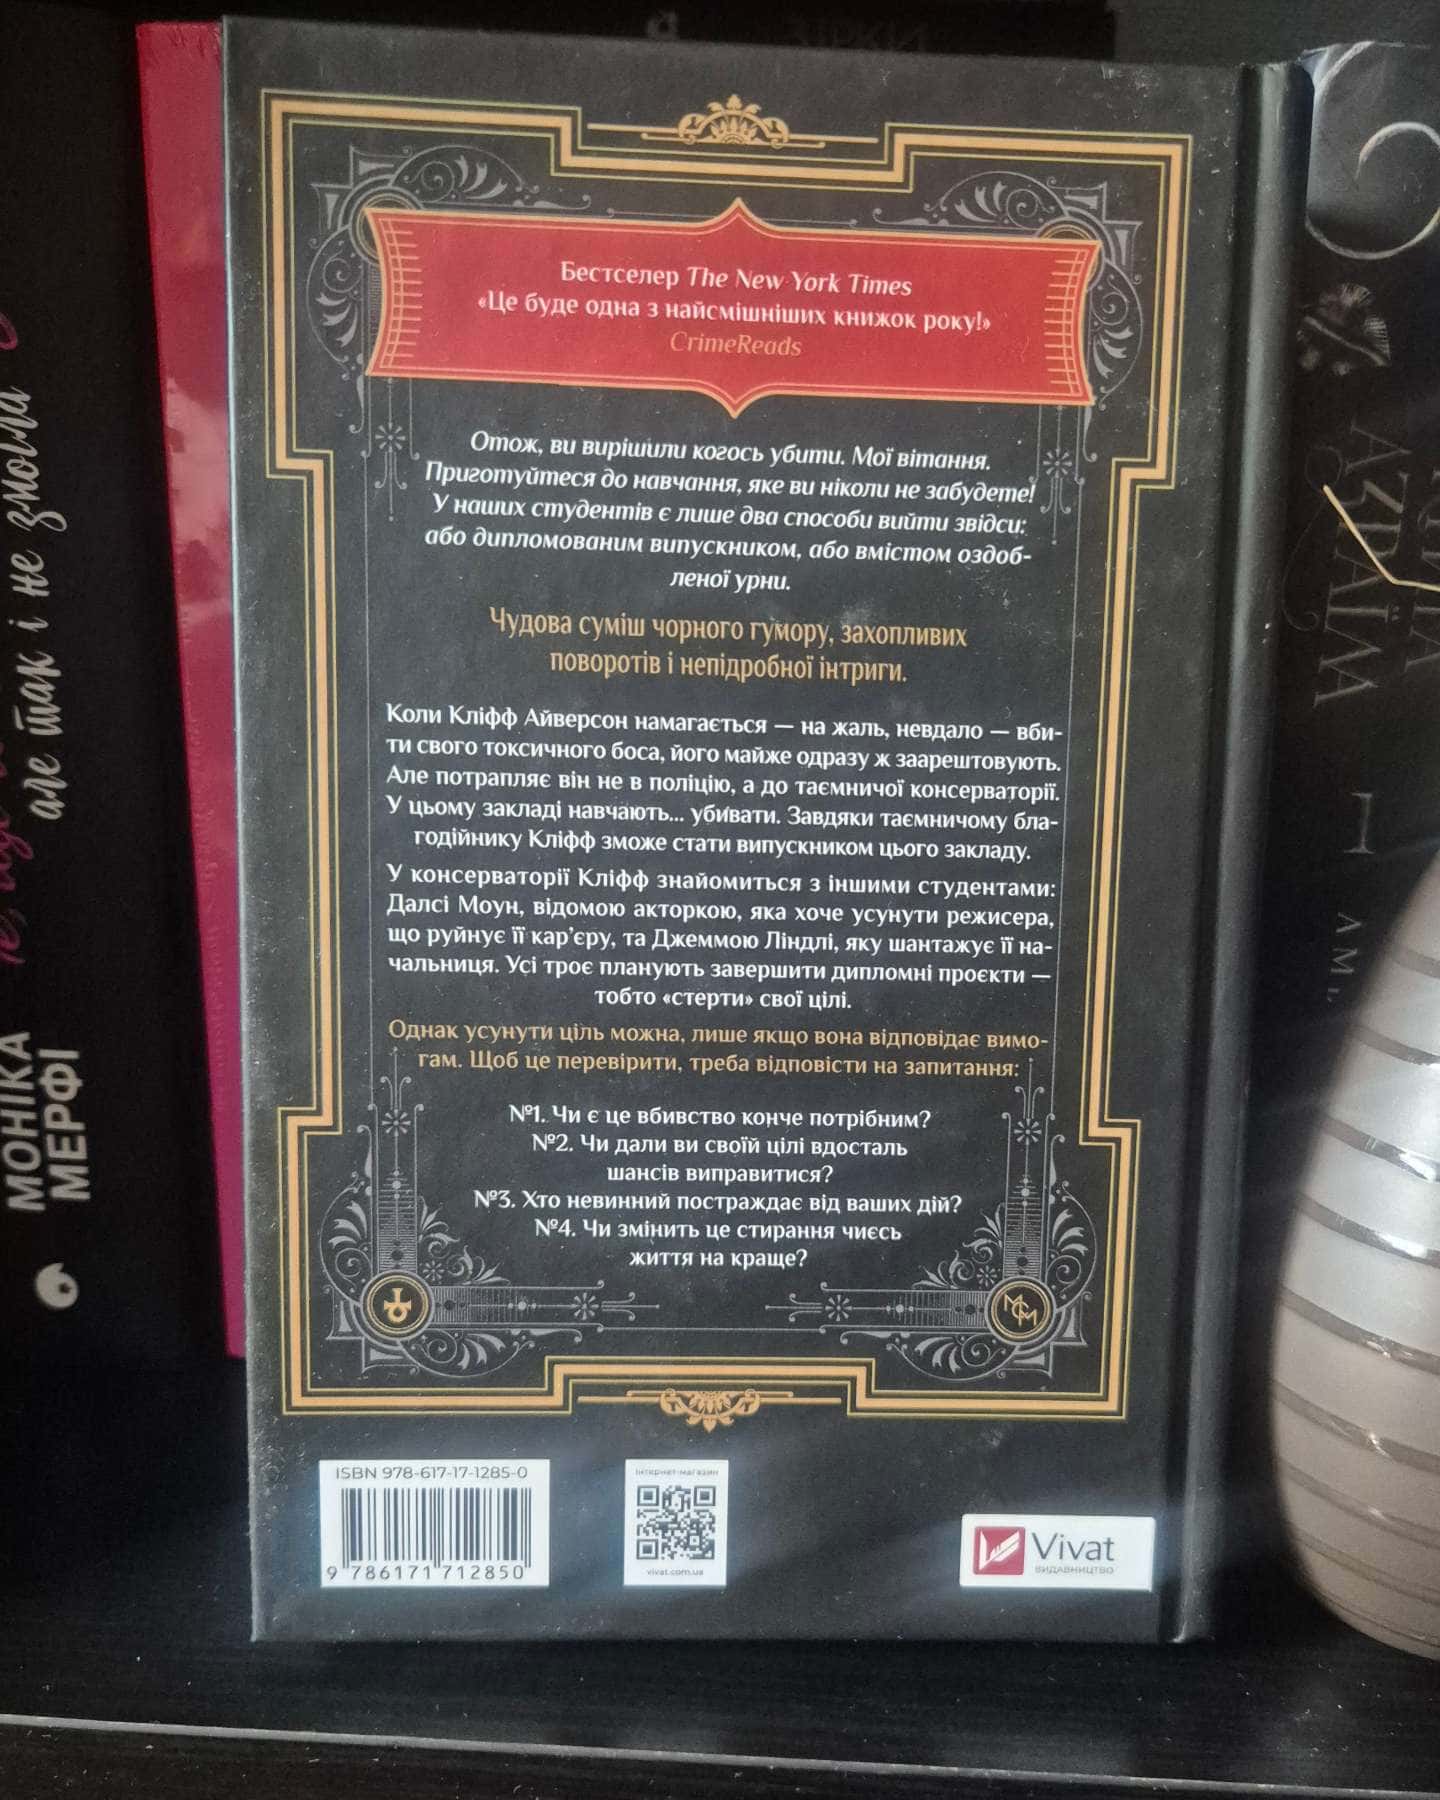 ЗІРКИ
Бестселер The New York Times
«Це буде одна з найсмішніших книжок року!»
CrimeReads
Отож, ви вирішили когось убити. Мої вітання.
Приготуйтеся до навчання, яке ви ніколи не забудете!
У наших студентів є лише два способи вийти звідси:
або дипломованим випускником, або вмістом оздоб-
леної урни.
Чудова суміш чорного гумору, захопливих
поворотів і непідробної інтриги.
Коли Кліфф Айверсон намагається — на жаль, невдало — вби-
ти свого токсичного боса, його майже одразу ж заарештовують.
Але потрапляє він не в поліцію, а до таємничої консерваторії.
У цьому закладі навчають... убивати. Завдяки таємничому бла-
годійнику Кліфф зможе стати випускником цього закладу.
У консерваторії Кліфф знайомиться з іншими студентами:
Далсі Моун, відомою акторкою, яка хоче усунути режисера,
що руйнує її кар’єру, та Джеммою Ліндлі, яку шантажує її на-
чальниця. Усі троє планують завершити дипломні проєкти —
тобто «стерти» свої цілі.
Однак усунути ціль можна, лише якщо вона відповідає вимо-
гам. Щоб це перевірити, треба відповісти на запитання:
№1. Чи є це вбивство конче потрібним?
№2. Чи дали ви своїй цілі вдосталь
шансів виправитися?
№3. Хто невинний постраждає від ваших дій?
№4. Чи змінить це стирання чиєсь
життя на краще?
MCM
ISBN 978-617-17-1285-0
9 786171 712850
Інтернет-магазин
vivat.com.ua
Vivat
ВИДАВНИЦТВО
але так і не змогла
МОНІКА
МЕРФІ
АЗРАЇЛА